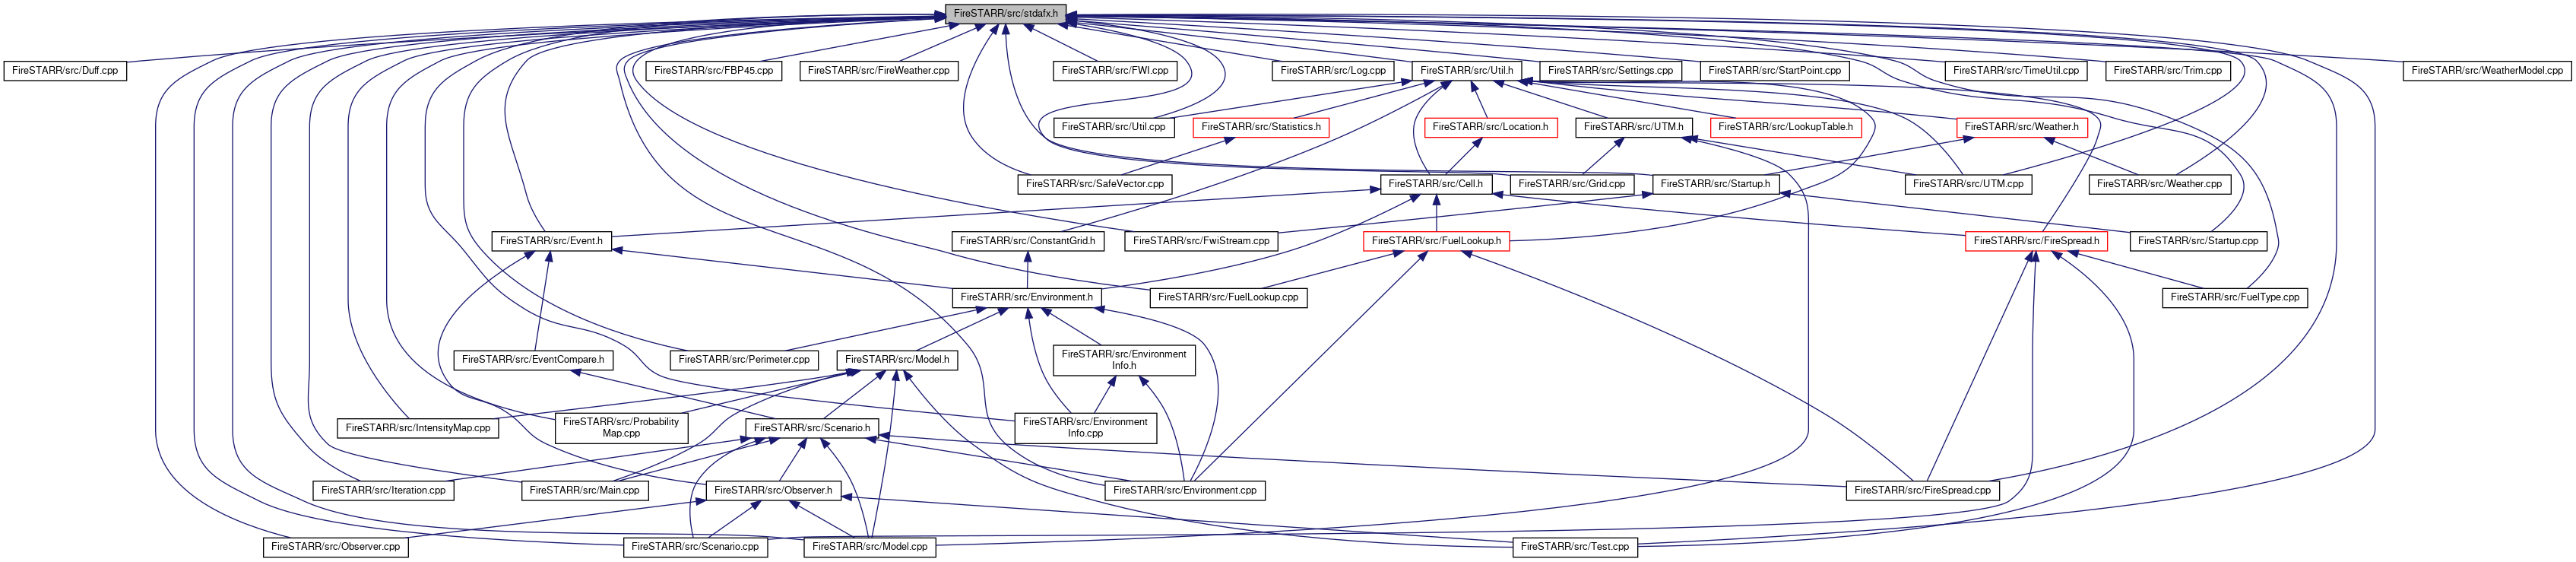 FireSTARR/src/stdafx.h
FireSTARR/src/Duff.cpp
FireSTARR/src/FBP45.cpp
FireSTARR/src/FireWeather.cpp
FireSTARR/src/FWI.cpp
FireSTARR/src/Log.cpp
FireSTARR/src/Util.h
FireSTARR/src/Settings.cpp
FireSTARR/src/StartPoint.cpp
FireSTARR/src/TimeUtil.cpp
FireSTARR/src/Trim.cpp
FireSTARR/src/WeatherModel.cpp
FireSTARR/src/Util.cpp
FireSTARR/src/Statistics.h
FireSTARR/src/Location.h
FireSTARR/src/UTM.h
FireSTARR/src/LookupTable.h
FireSTARR/src/Weather.h
FireSTARR/src/SafeVector.cpp
FireSTARR/src/Cell.h
FireSTARR/src/Grid.cpp
FireSTARR/src/Startup.h
FireSTARR/src/UTM.cpp
FireSTARR/src/Weather.cpp
FireSTARR/src/Event.h
FireSTARR/src/FwiStream.cpp
FireSTARR/src/ConstantGrid.h
FireSTARR/src/FuelLookup.h
FireSTARR/src/FireSpread.h
FireSTARR/src/Startup.cpp
FireSTARR/src/Environment.h
FireSTARR/src/FuelLookup.cpp
FireSTARR/src/FuelType.cpp
FireSTARR/src/EventCompare.h
FireSTARR/src/Perimeter.cpp
FireSTARR/src/Model.h
FireSTARR/src/Environment
Info.h
FireSTARR/src/IntensityMap.cpp
FireSTARR/src/Probability
Map.cpp
FireSTARR/src/Scenario.h
FireSTARR/src/Environment
Info.cpp
FireSTARR/src/Iteration.cpp
FireSTARR/src/Main.cpp
FireSTARR/src/Observer.h
FireSTARR/src/Environment.cpp
FireSTARR/src/FireSpread.cpp
FireSTARR/src/Observer.cpp
FireSTARR/src/Scenario.cpp
FireSTARR/src/Model.cpp
FireSTARR/src/Test.cpp